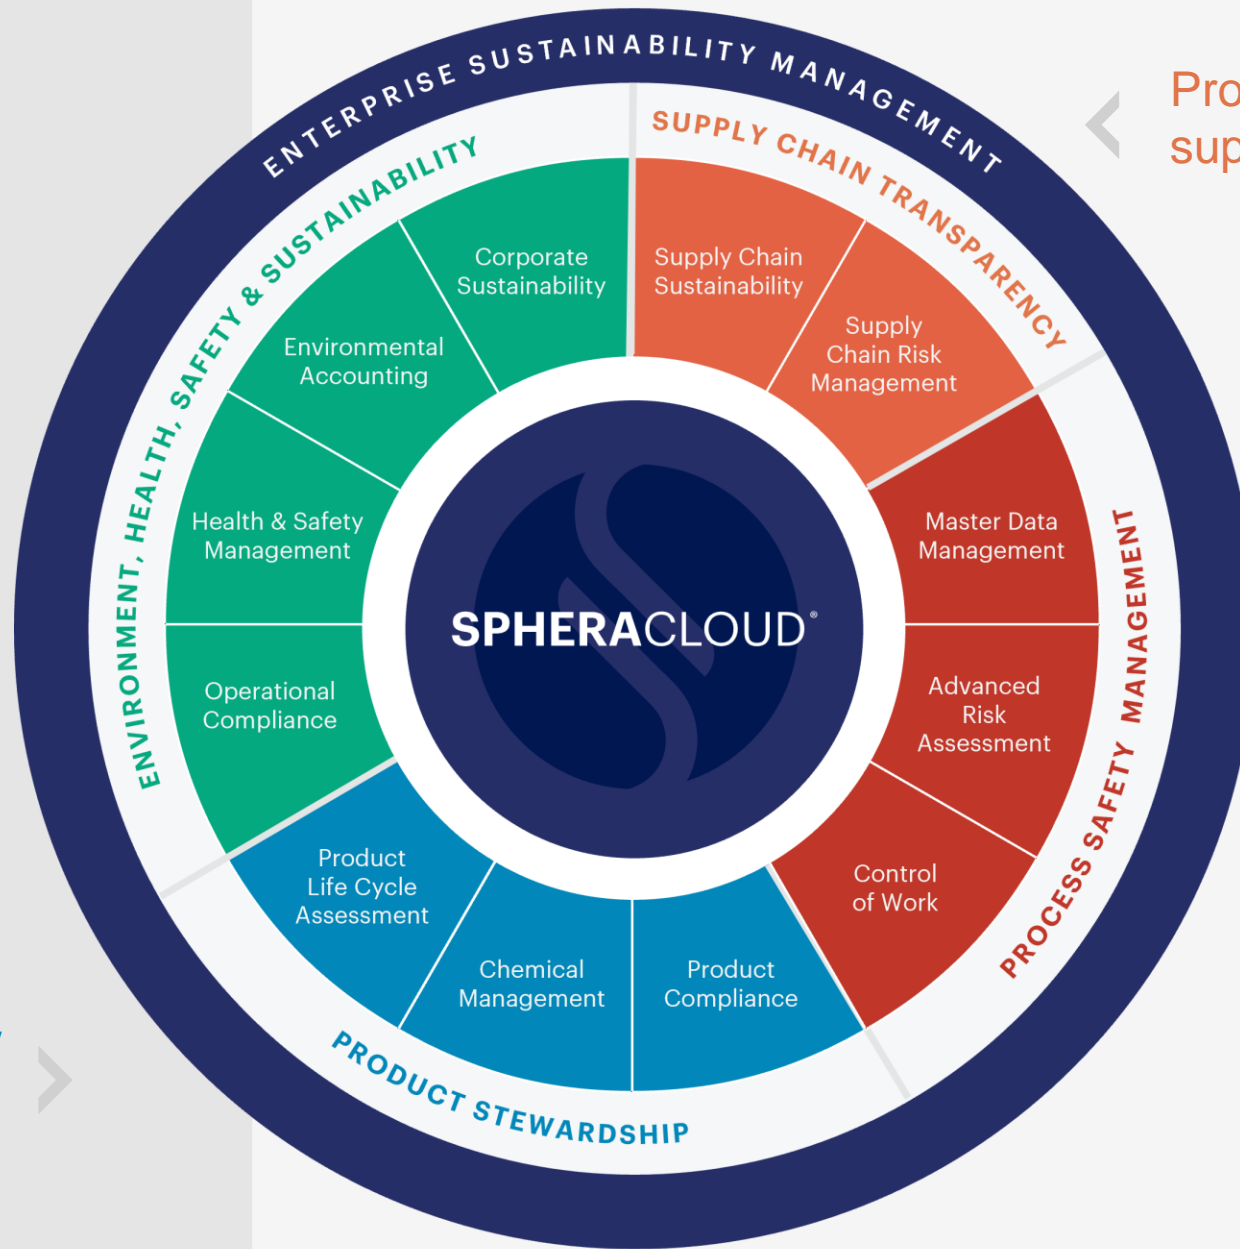 ENTERPRISE SUSTAINABILITY MANAGEMENT
SUPPLY CHAIN TRANSPARENCY
Supply Chain
Sustainability
Supply
Chain Risk
Management
PROCESS SAFETY MANAGEMENT
Master Data
Management
Advanced
Risk
Assessment
Control
of Work
PRODUCT STEWARDSHIP
Product
Compliance
Chemical
Management
Product
Life Cycle
Assessment
ENVIRONMENT, HEALTH, SAFETY & SUSTAINABILITY
Operational
Compliance
Health & Safety
Management
Environmental
Accounting
Corporate
Sustainability
SPHERACLOUD®